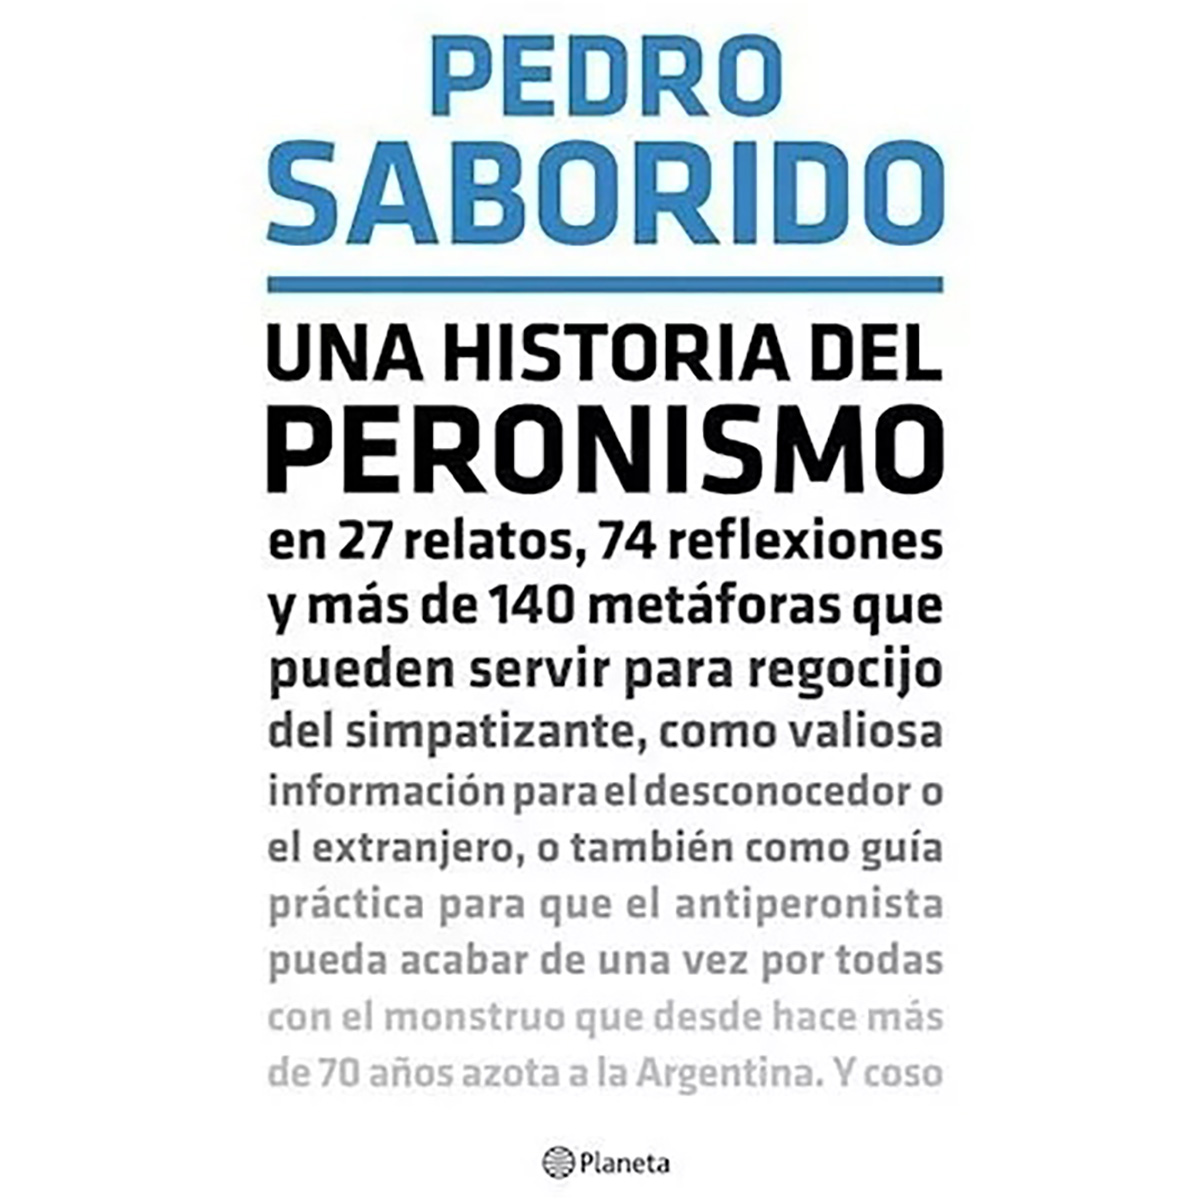 PEDRO
SABORIDO
UNA HISTORIA DEL
PERONISMO
en 27 relatos, 74 reflexiones
y más de 140 metáforas que
pueden servir para regocijo
del simpatizante, como valiosa
información para el desconocedor o
el extranjero, o también como guía
práctica para que el antiperonista
pueda acabar de una vez por todas
con el monstruo que desde hace más
de 70 años azota a la Argentina. Y coso
Planeta